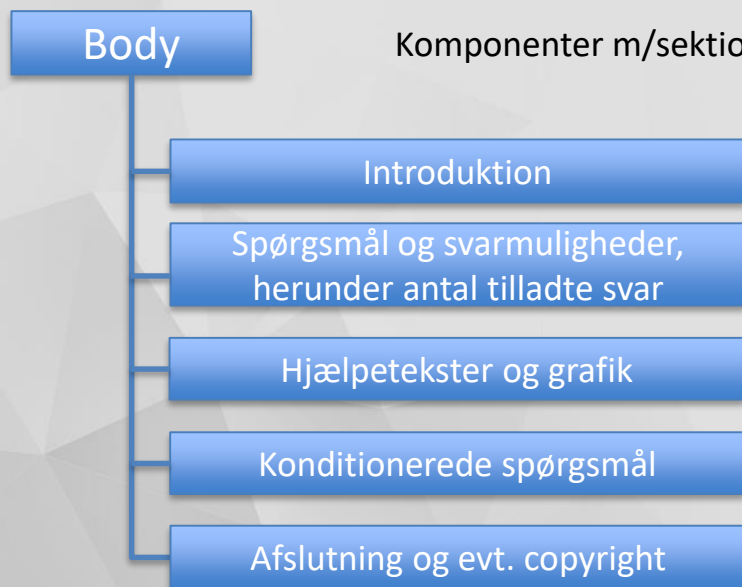 Body
Komponenter m/sektio
Introduktion
Spørgsmål og svarmuligheder,
herunder antal tilladte svar
Hjælpetekster og grafik
Konditionerede spørgsmål
Afslutning og evt. copyright